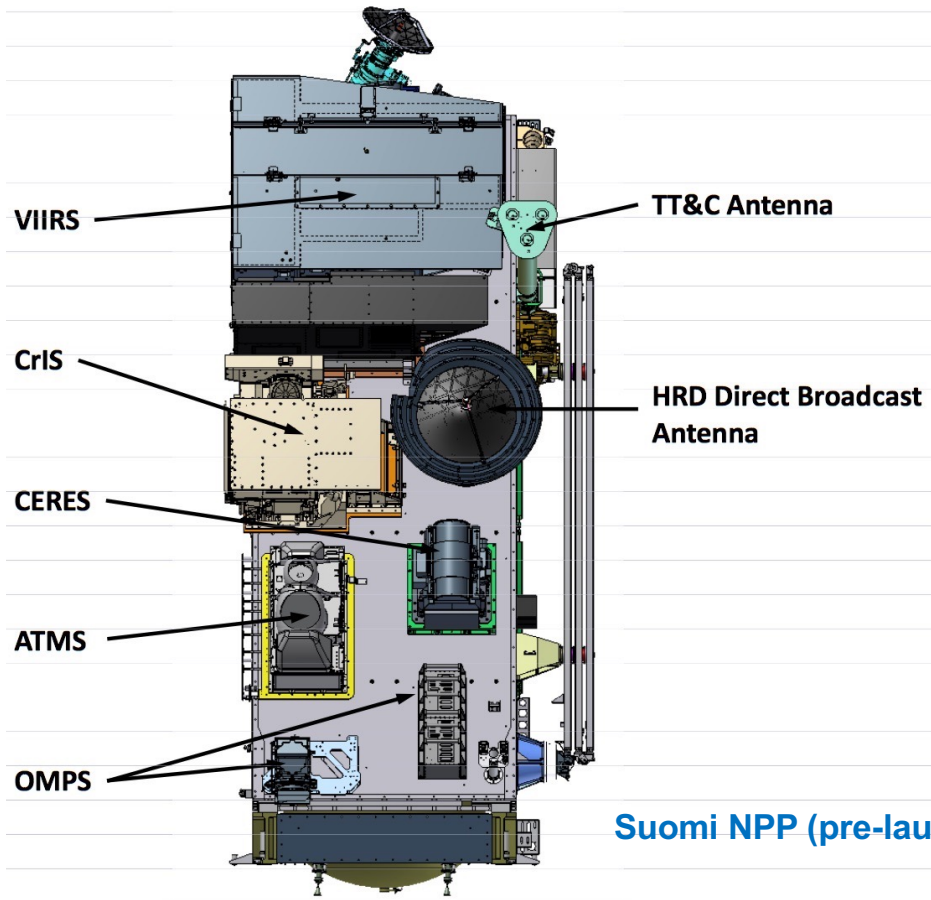 VIIRS
TT&C Antenna
CrIS
HRD Direct Broadcast
Antenna
CERES
ATMS
OMPS
Suomi NPP (pre-lau